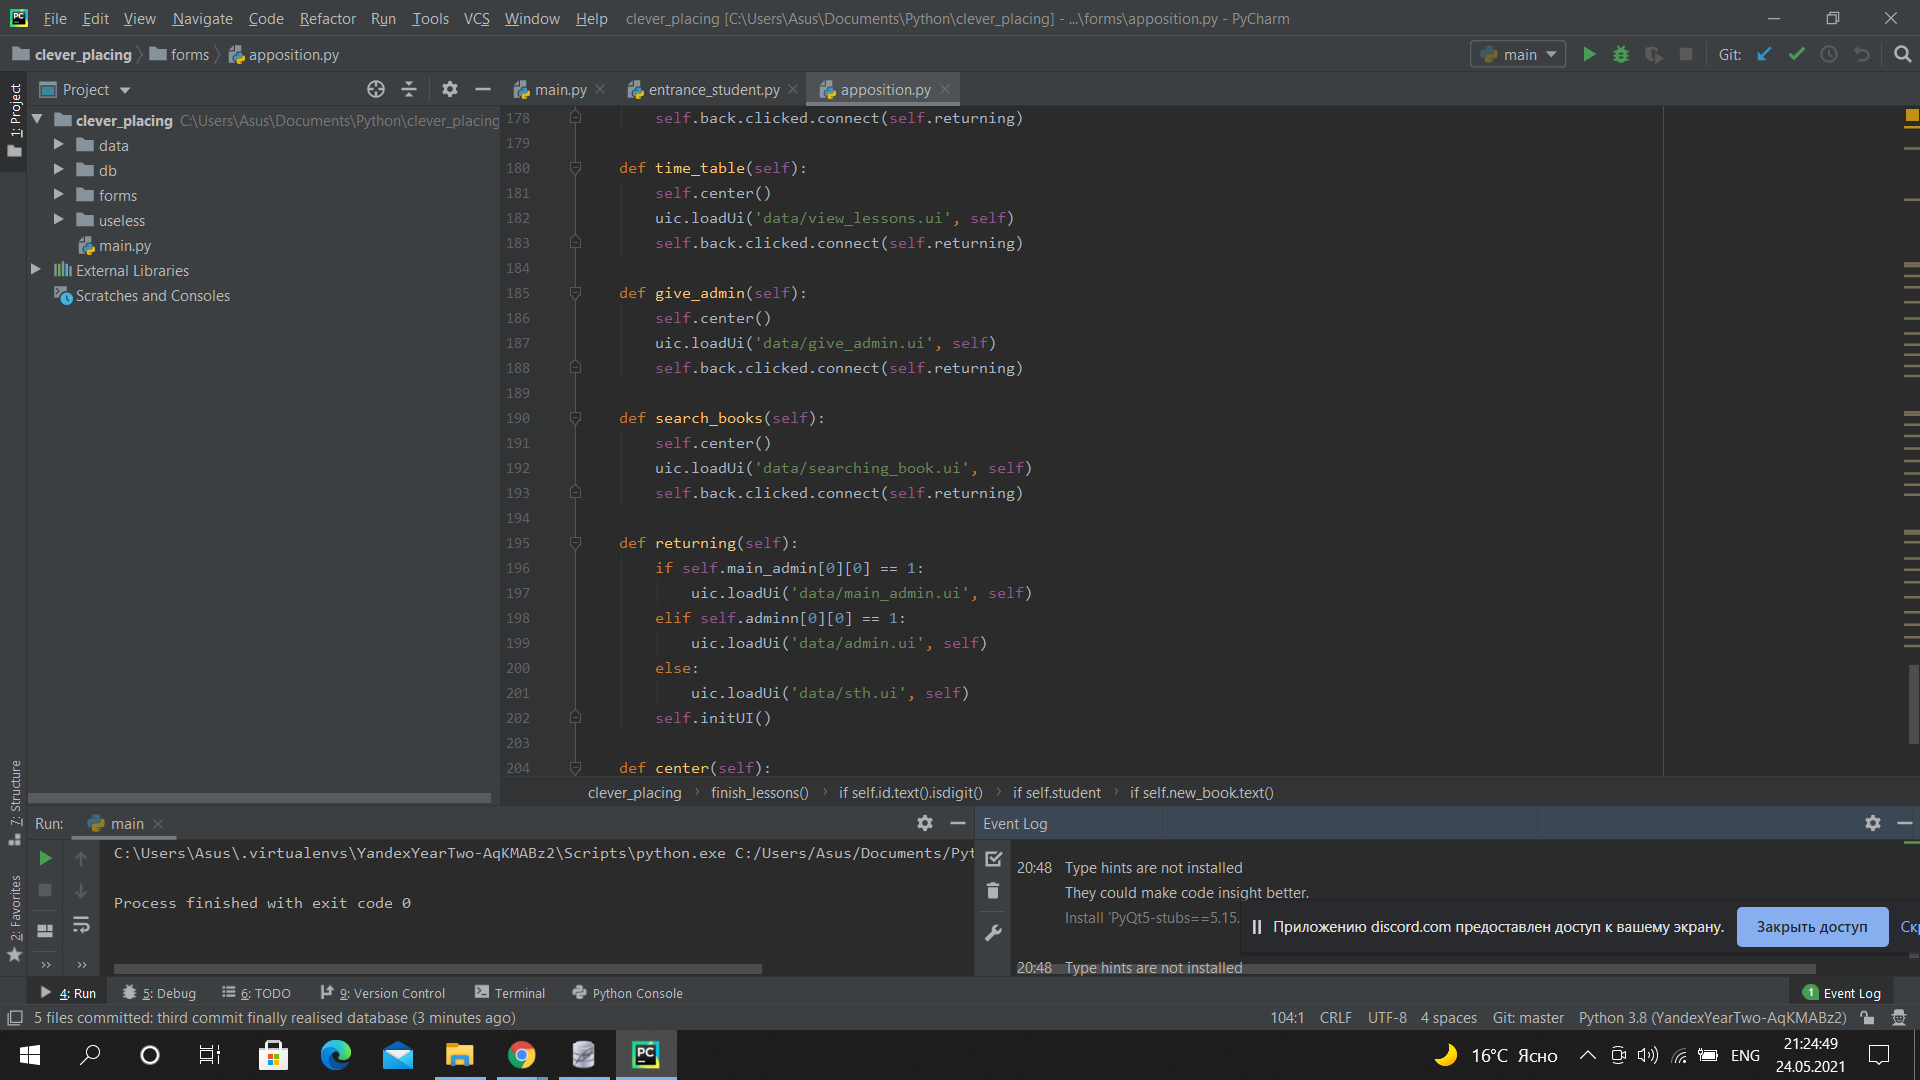 File Edit View Navigate Code Refactor Run Tools VCS Window Help clever_placing [C:\Users\Asus\Documents\Python\clever_placing] - ...\forms\apposition.py - PyCharm
clever_placing forms apposition.py
main Git:
Project
main.py entrance_student.py apposition.py
1: Project
clever_placing C:\Users\Asus\Documents\Python\clever_placing
data
db
forms
useless
main.py
External Libraries
Scratches and Consoles
178 self.back.clicked.connect(self.returning)
179
180 def time_table(self):
181 self.center()
182 uic.loadUi('data/view_lessons.ui', self)
183 self.back.clicked.connect(self.returning)
184
185 def give_admin(self):
186 self.center()
187 uic.loadUi('data/give_admin.ui', self)
188 self.back.clicked.connect(self.returning)
189
190 def search_books(self):
191 self.center()
192 uic.loadUi('data/searching_book.ui', self)
193 self.back.clicked.connect(self.returning)
194
195 def returning(self):
196 if self.main_admin[0][0] == 1:
197 uic.loadUi('data/main_admin.ui', self)
198 elif self.adminn[0][0] == 1:
199 uic.loadUi('data/admin.ui', self)
200 else:
201 uic.loadUi('data/sth.ui', self)
202 self.initUI()
203
204 def center(self):
clever_placing finish_lessons() if self.id.text().isdigit() if self.student if self.new_book.text()
7: Structure
2: Favorites
Run: main
C:\Users\Asus\.virtualenvs\YandexYearTwo-AqKMABz2\Scripts\python.exe C:/Users/Asus/Documents/Pyt
Process finished with exit code 0
Event Log
20:48 Type hints are not installed
They could make code insight better.
Install 'PyQt5-stubs==5.15.
Приложению discord.com предоставлен доступ к вашему экрану. Закрыть доступ Скр
20:48 Type hints are not installed
4: Run 5: Debug 6: TODO 9: Version Control Terminal Python Console 1 Event Log
5 files committed: third commit finally realised database (3 minutes ago) 104:1 CRLF UTF-8 4 spaces Git: master Python 3.8 (YandexYearTwo-AqKMABz2)
16°C Ясно ENG 21:24:49
24.05.2021